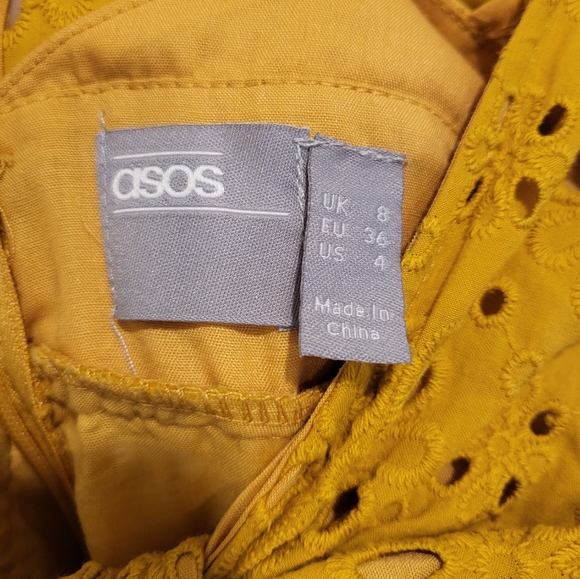 asos
UK 8
EU 36
US 4
Made In
China